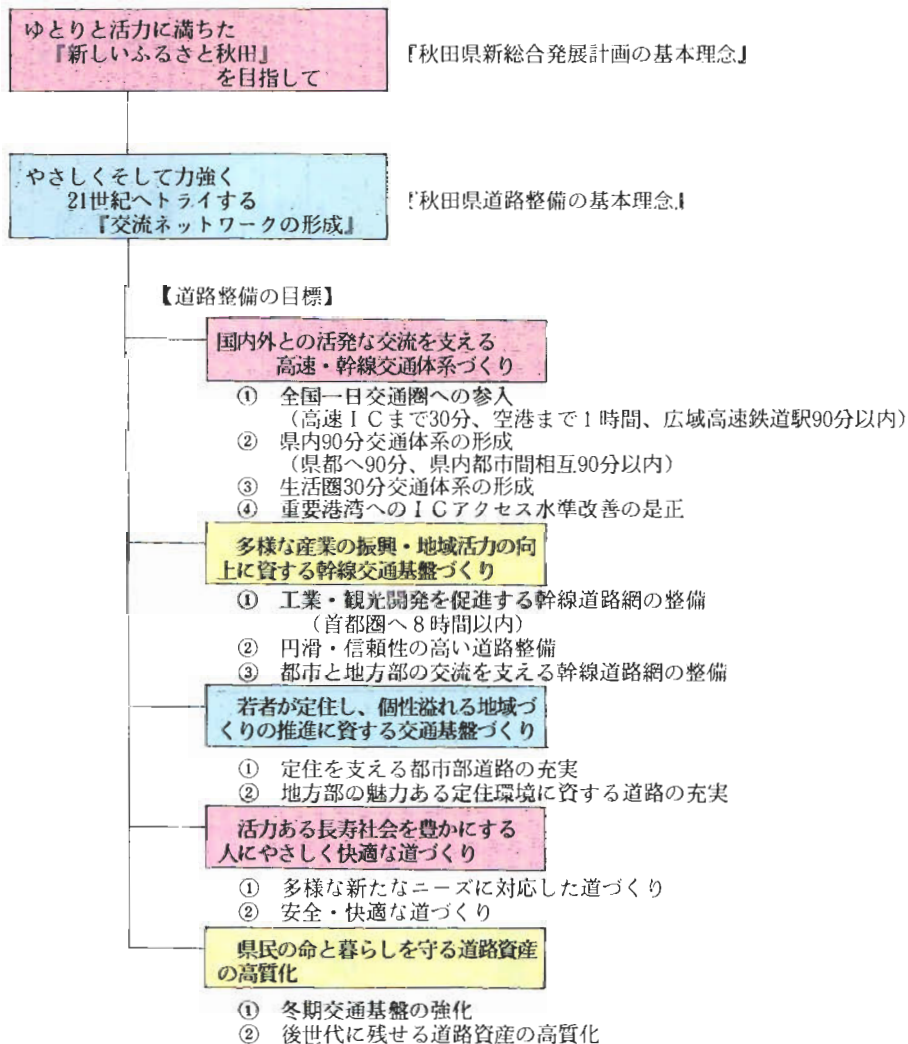 ゆとりと活力に満ちた
『新しいふるさと秋田』
を目指して
『秋田県新総合発展計画の基本理念』
やさしくそして力強く
21世紀へトライする
『交流ネットワークの形成』
『秋田県道路整備の基本理念』
【道路整備の目標】
国内外との活発な交流を支える
高速・幹線交通体系づくり
① 全国一日交通圏への参入
（高速ＩＣまで30分、空港まで１時間、広域高速鉄道駅90分以内）
② 県内90分交通体系の形成
（県都へ90分、県内都市間相互90分以内）
③ 生活圏30分交通体系の形成
④ 重要港湾へのＩＣアクセス水準改善の是正
多様な産業の振興・地域活力の向
上に資する幹線交通基盤づくり
① 工業・観光開発を促進する幹線道路網の整備
（首都圏へ８時間以内）
② 円滑・信頼性の高い道路整備
③ 都市と地方部の交流を支える幹線道路網の整備
若者が定住し、個性溢れる地域づ
くりの推進に資する交通基盤づくり
① 定住を支える都市部道路の充実
② 地方部の魅力ある定住環境に資する道路の充実
活力ある長寿社会を豊かにする
人にやさしく快適な道づくり
① 多様な新たなニーズに対応した道づくり
② 安全・快適な道づくり
県民の命と暮らしを守る道路資産
の高質化
① 冬期交通基盤の強化
② 後世代に残せる道路資産の高質化